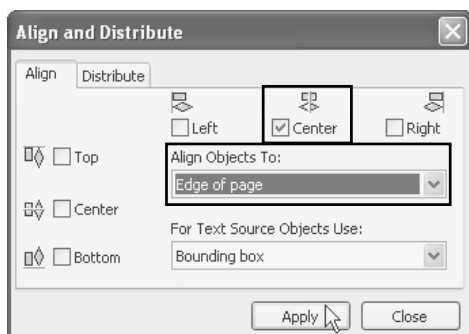 Align and Distribute
Align Distribute
Left Center Right
Top
Align Objects To:
Edge of page
Center
For Text Source Objects Use:
Bottom
Bounding box
Apply Close